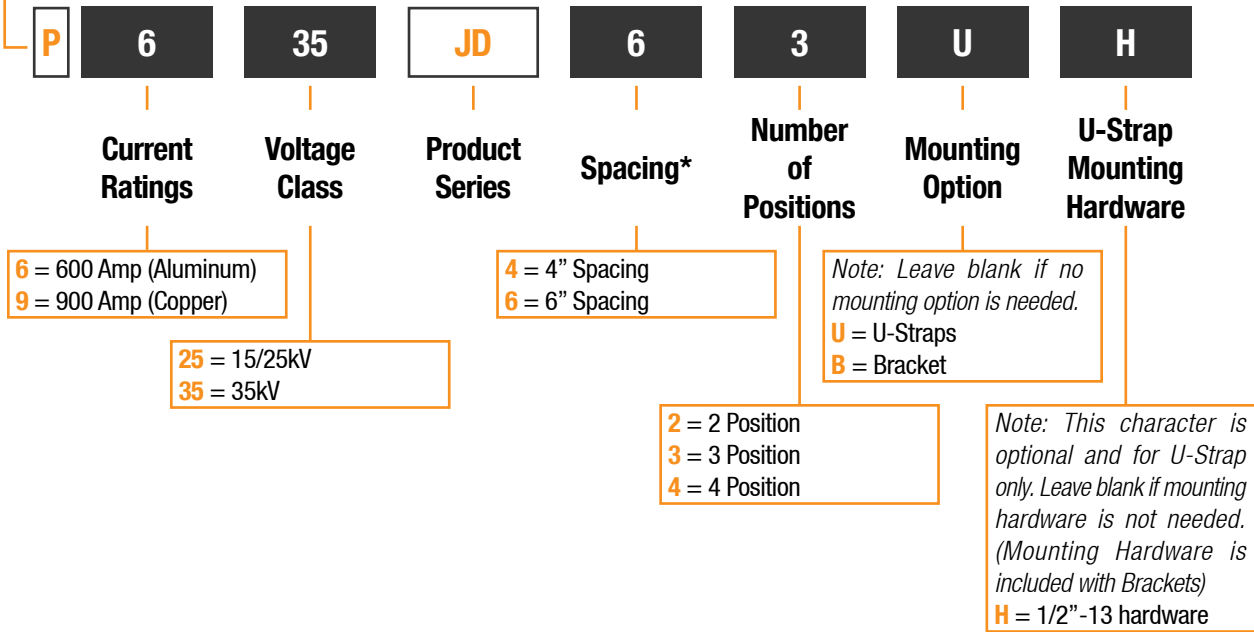 P 6 35 JD 6 3 U H
Current
Ratings
Voltage
Class
Product
Series
Spacing*
Number
of
Positions
Mounting
Option
U-Strap
Mounting
Hardware
6 = 600 Amp (Aluminum)
9 = 900 Amp (Copper)
25 = 15/25kV
35 = 35kV
4 = 4” Spacing
6 = 6” Spacing
2 = 2 Position
3 = 3 Position
4 = 4 Position
Note: Leave blank if no
mounting option is needed.
U = U-Straps
B = Bracket
Note: This character is
optional and for U-Strap
only. Leave blank if mounting
hardware is not needed.
(Mounting Hardware is
included with Brackets)
H = 1/2”-13 hardware